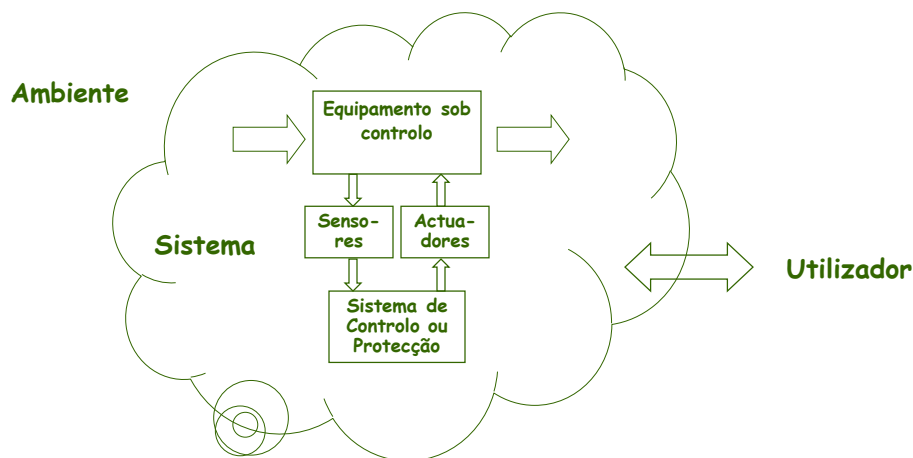 Ambiente
Equipamento sob
controlo
Senso-
res
Actua-
dores
Sistema
Utilizador
Sistema de
Controlo ou
Protecção